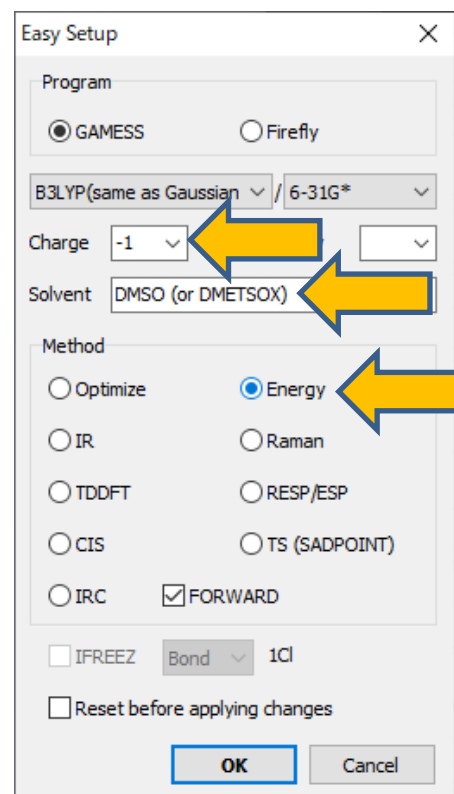 Easy Setup
Program
GAMESS Firefly
B3LYP(same as Gaussian / 6-31G*
Charge -1
Solvent DMSO (or DMETSOX)
Method
Optimize Energy
IR Raman
TDDFT RESP/ESP
CIS TS (SADPOINT)
IRC FORWARD
IFREEZ Bond 1Cl
Reset before applying changes
OK Cancel